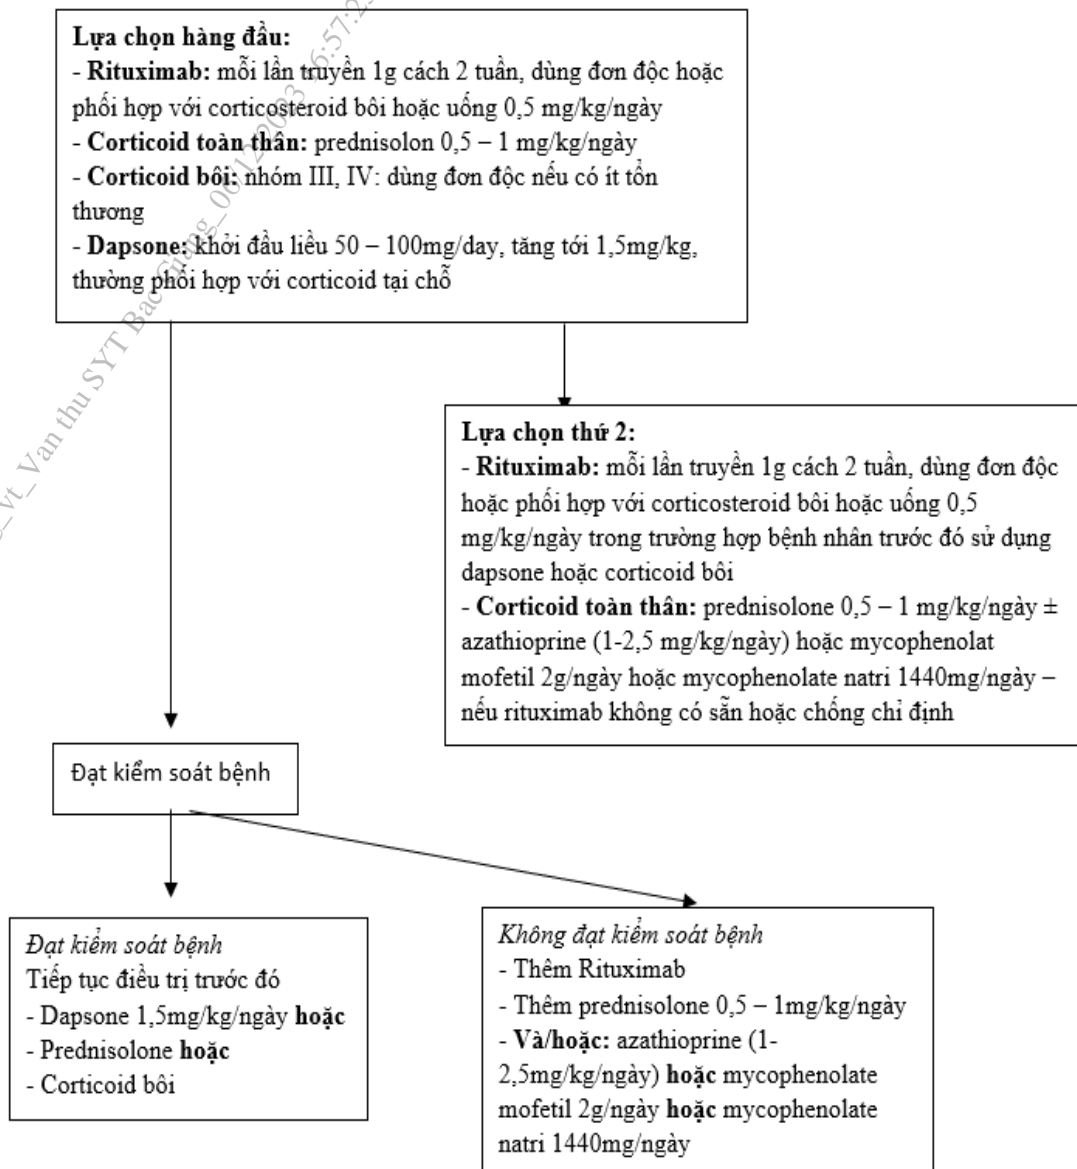 Lựa chọn hàng đầu:
- Rituximab: mỗi lần truyền 1g cách 2 tuần, dùng đơn độc hoặc
phối hợp với corticosteroid bôi hoặc uống 0,5 mg/kg/ngày
- Corticoid toàn thân: prednisolon 0,5 – 1 mg/kg/ngày
- Corticoid bôi: nhóm III, IV: dùng đơn độc nếu có ít tổn
thương
- Dapsone: khởi đầu liều 50 – 100mg/day, tăng tới 1,5mg/kg,
thường phối hợp với corticoid tại chỗ
vt_Van thu SYT Bac Giang_06/12/2023
Lựa chọn thứ 2:
- Rituximab: mỗi lần truyền 1g cách 2 tuần, dùng đơn độc
hoặc phối hợp với corticosteroid bôi hoặc uống 0,5
mg/kg/ngày trong trường hợp bệnh nhân trước đó sử dụng
dapsone hoặc corticoid bôi
- Corticoid toàn thân: prednisolone 0,5 – 1 mg/kg/ngày ±
azathioprine (1-2,5 mg/kg/ngày) hoặc mycophenolat
mofetil 2g/ngày hoặc mycophenolate natri 1440mg/ngày –
nếu rituximab không có sẵn hoặc chống chỉ định
Đạt kiểm soát bệnh
Đạt kiểm soát bệnh
Tiếp tục điều trị trước đó
- Dapsone 1,5mg/kg/ngày hoặc
- Prednisolone hoặc
- Corticoid bôi
Không đạt kiểm soát bệnh
- Thêm Rituximab
- Thêm prednisolone 0,5 – 1mg/kg/ngày
- Và/hoặc: azathioprine (1-
2,5mg/kg/ngày) hoặc mycophenolate
mofetil 2g/ngày hoặc mycophenolate
natri 1440mg/ngày